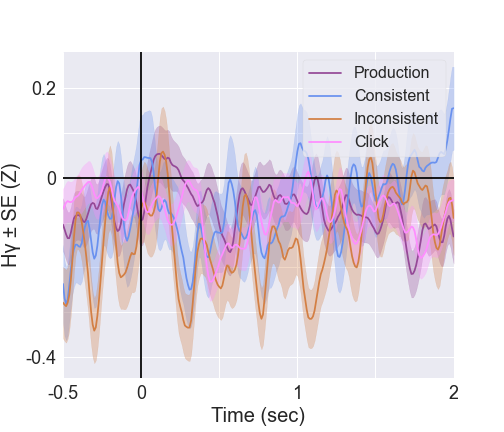 Production
Consistent
Inconsistent
Click
0.2
0
-0.4
Hγ ± SE (Z)
-0.5
0
1
2
Time (sec)